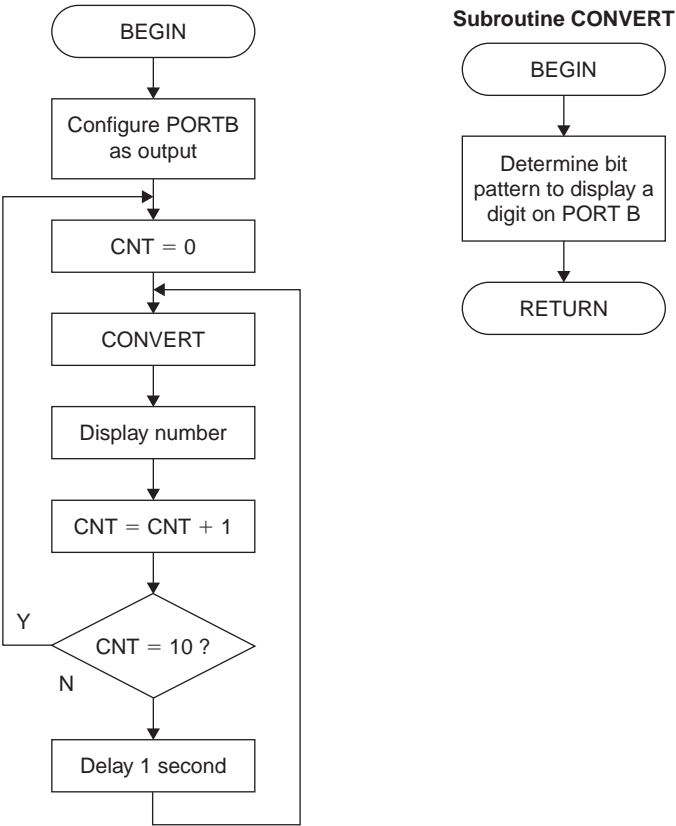 BEGIN
Configure PORTB
as output
CNT = 0
CONVERT
Display number
CNT = CNT + 1
CNT = 10 ?
Y
N
Delay 1 second
Subroutine CONVERT
BEGIN
Determine bit
pattern to display a
digit on PORT B
RETURN